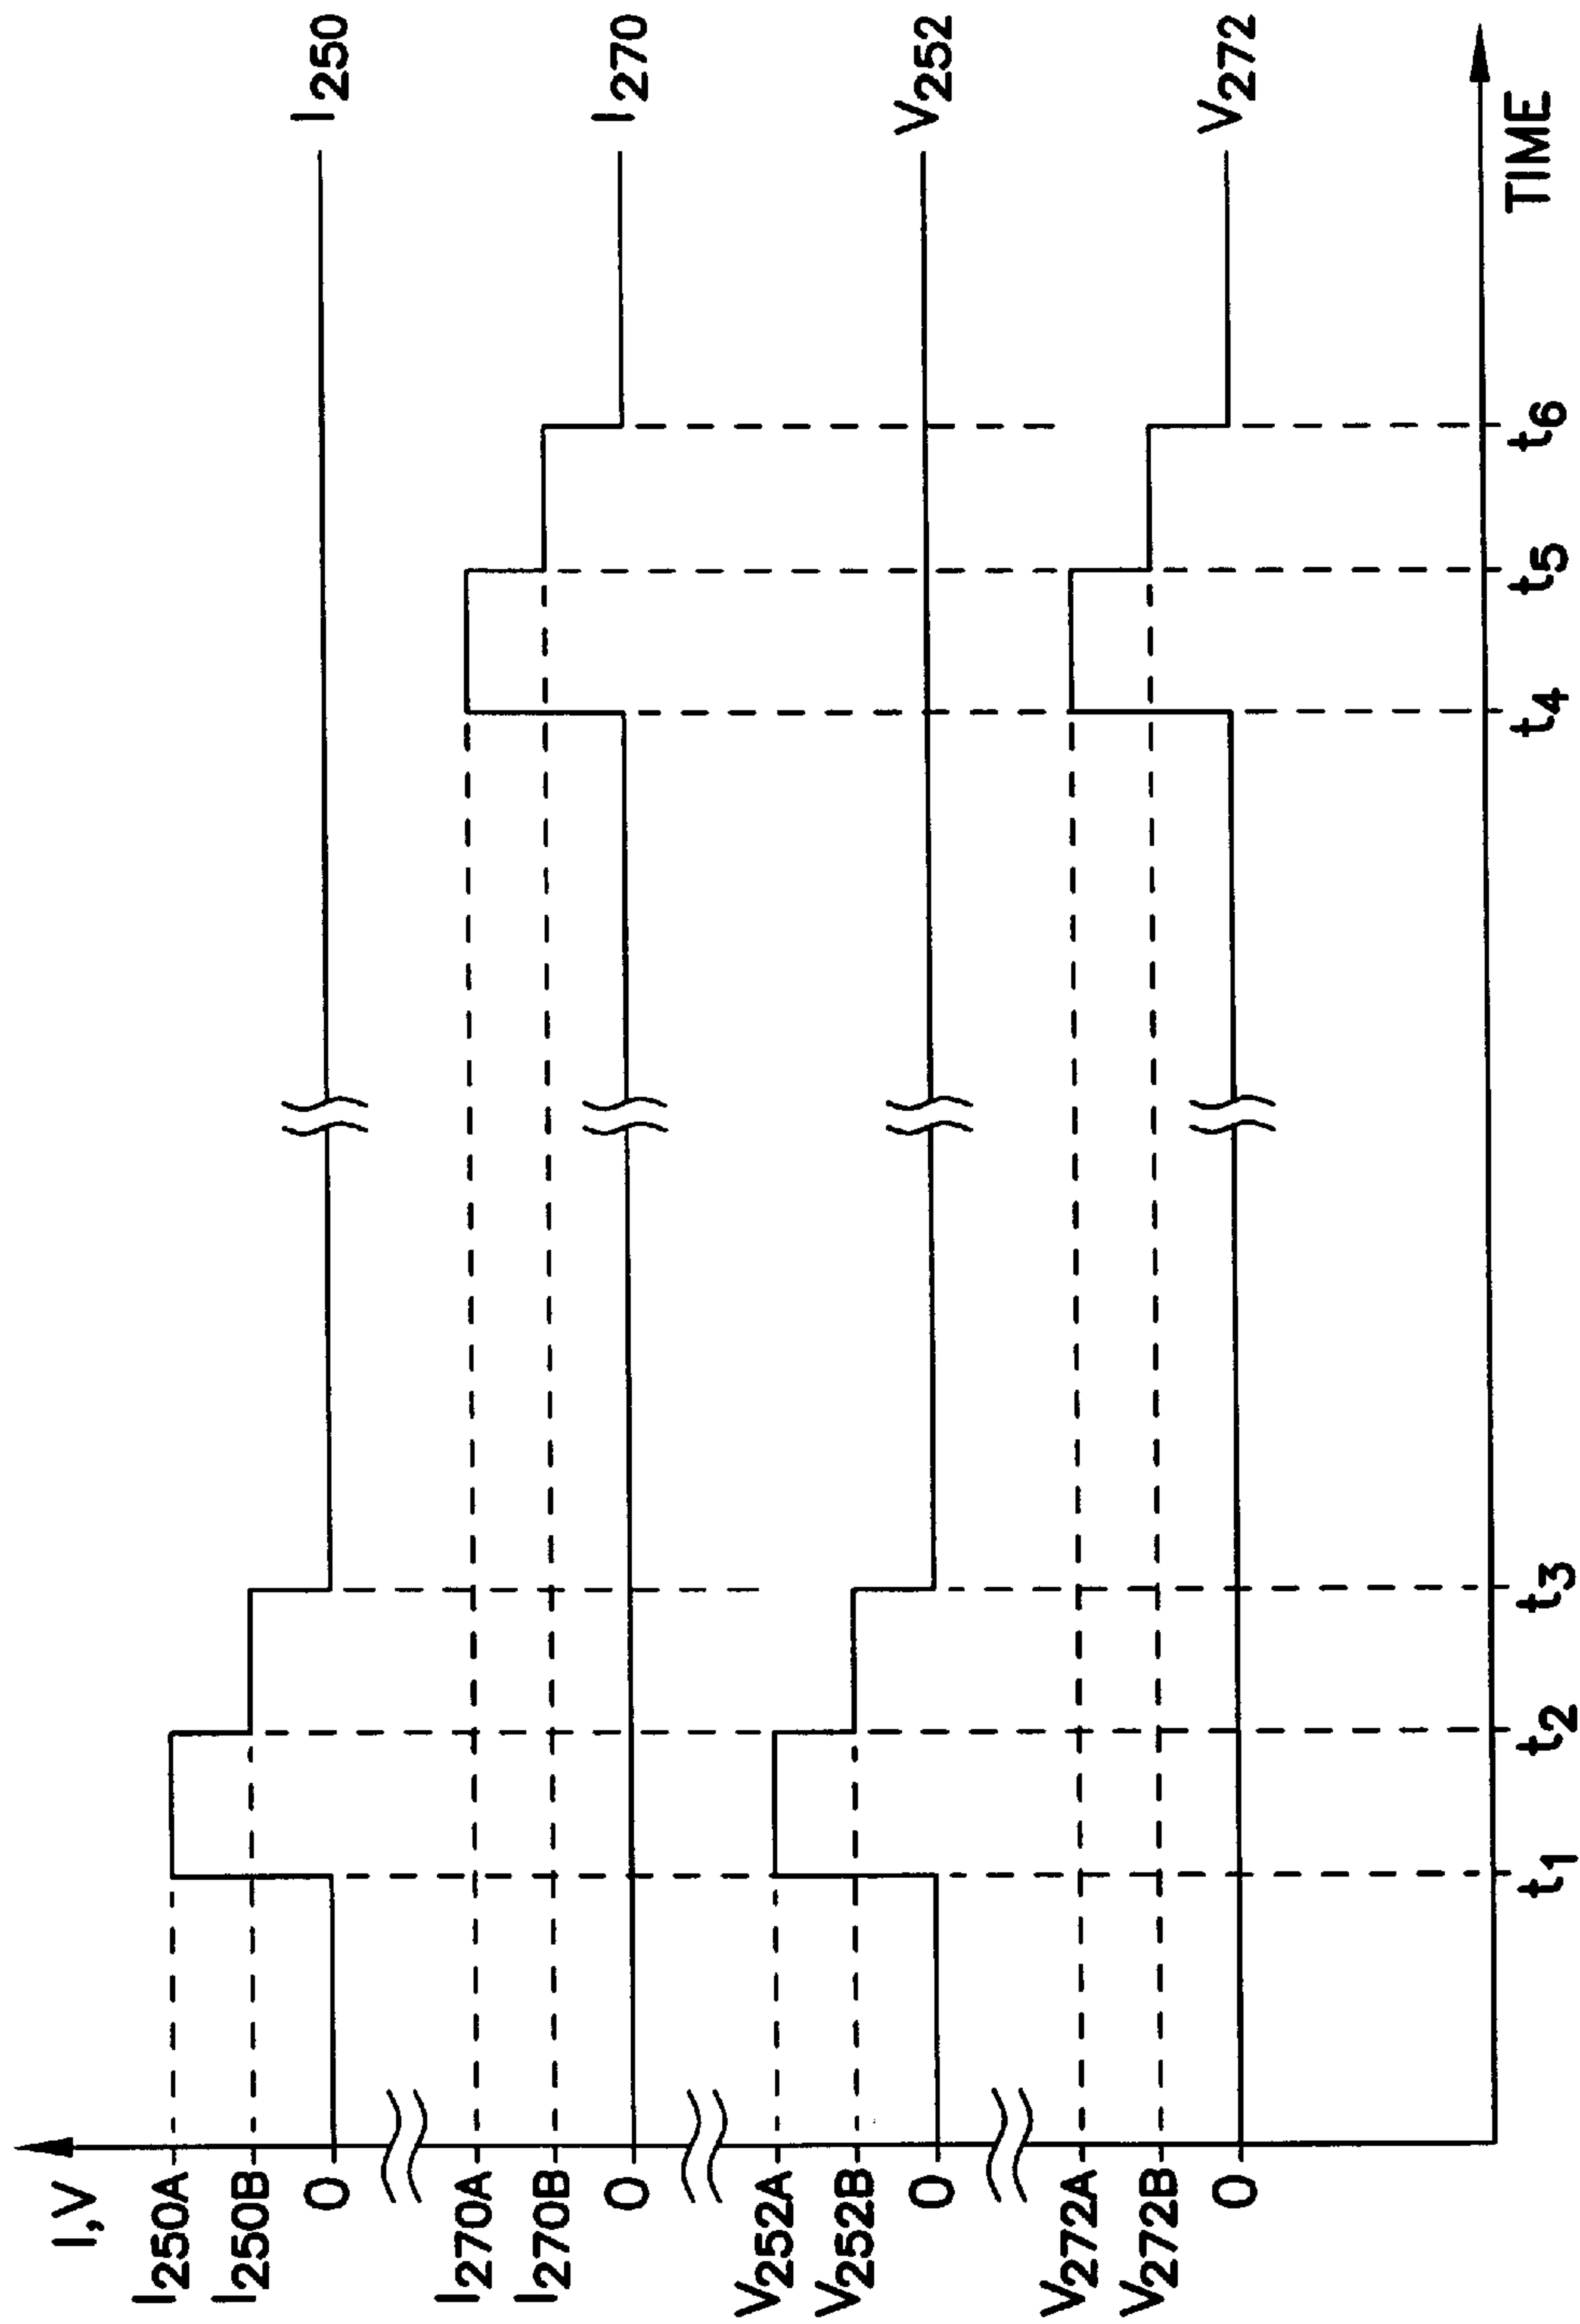 I,V
I250A
I250B
0
I250
I270A
I270B
0
I270
V252A
V252B
0
V252
V272A
V272B
0
V272
t1 t2 t3 t4 t5 t6
TIME